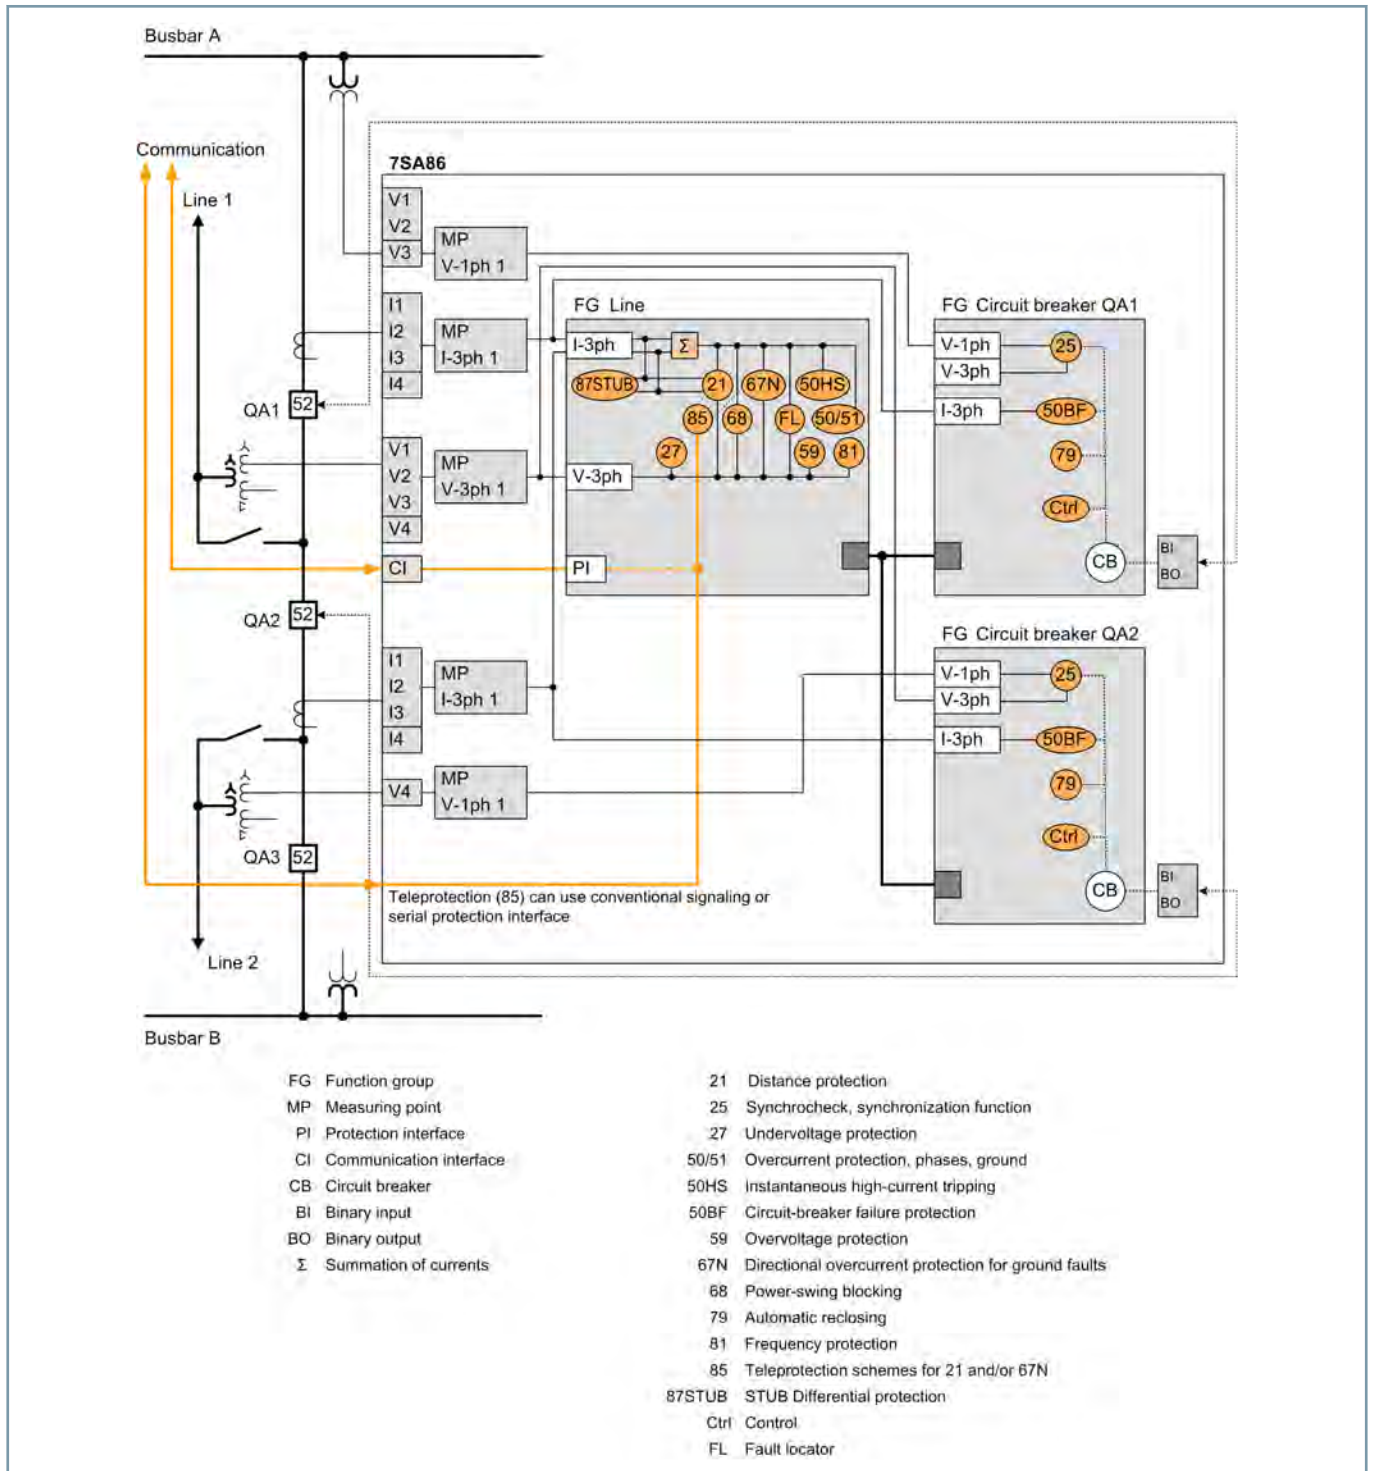 Busbar A
Communication
Line 1
7SA86
V1
V2
V3
MP
V-1ph 1
I1
I2
I3
I4
MP
I-3ph 1
FG Line
I-3ph
Σ
87STUB
21
67N
50HS
85
68
FL
50/51
27
59
81
V-3ph
PI
FG Circuit breaker QA1
V-1ph
25
V-3ph
I-3ph
50BF
79
Ctrl
CB
BI
BO
QA1
52
V1
V2
V3
V4
MP
V-3ph 1
CI
QA2
52
I1
I2
I3
I4
MP
I-3ph 1
FG Circuit breaker QA2
V-1ph
25
V-3ph
I-3ph
50BF
79
Ctrl
CB
BI
BO
V4
MP
V-1ph 1
QA3
52
Teleprotection (85) can use conventional signaling or
serial protection interface
Line 2
Busbar B
FG Function group
MP Measuring point
PI Protection interface
CI Communication interface
CB Circuit breaker
BI Binary input
BO Binary output
Σ Summation of currents
21 Distance protection
25 Synchrocheck, synchronization function
27 Undervoltage protection
50/51 Overcurrent protection, phases, ground
50HS Instantaneous high-current tripping
50BF Circuit-breaker failure protection
59 Overvoltage protection
67N Directional overcurrent protection for ground faults
68 Power-swing blocking
79 Automatic reclosing
81 Frequency protection
85 Teleprotection schemes for 21 and/or 67N
87STUB STUB Differential protection
Ctrl Control
FL Fault locator